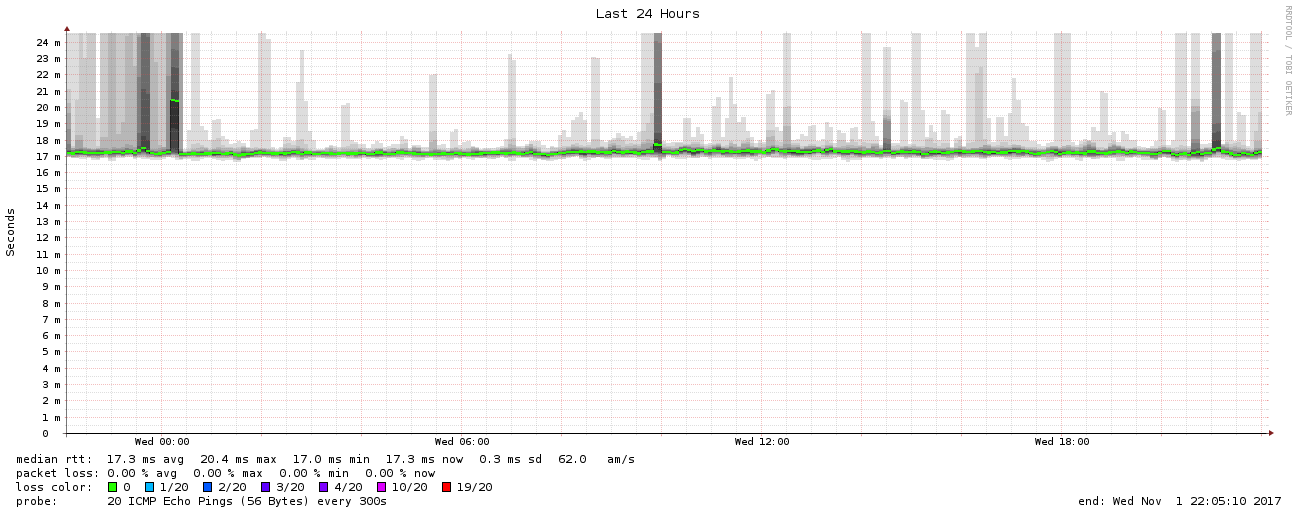 Last 24 Hours
RRDTOOL / TOBI OETIKER
Seconds
24 m
23 m
22 m
21 m
20 m
19 m
18 m
17 m
16 m
15 m
14 m
13 m
12 m
11 m
10 m
9 m
8 m
7 m
6 m
5 m
4 m
3 m
2 m
1 m
0
Wed 00:00 Wed 06:00 Wed 12:00 Wed 18:00
median rtt: 17.3 ms avg 20.4 ms max 17.0 ms min 17.3 ms now 0.3 ms sd 62.0 am/s
packet loss: 0.00 % avg 0.00 % max 0.00 % min 0.00 % now
loss color: 0 1/20 2/20 3/20 4/20 10/20 19/20
probe: 20 ICMP Echo Pings (56 Bytes) every 300s end: Wed Nov 1 22:05:10 2017